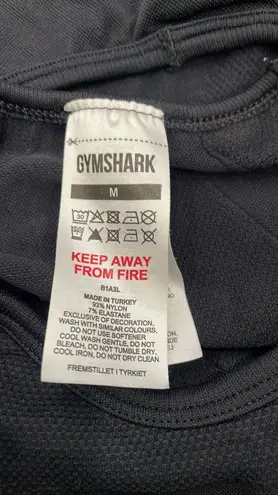 GYMSHARK
M
30
KEEP AWAY
FROM FIRE
B1A3L
MADE IN TURKEY
93% NYLON
7% ELASTANE
EXCLUSIVE OF DECORATION.
WASH WITH SIMILAR COLOURS.
DO NOT USE SOFTENER
COOL WASH GENTLE. DO NOT
BLEACH, DO NOT TUMBLE DRY.
COOL IRON. DO NOT DRY CLEAN
FREMSTILLET I TYRKIET